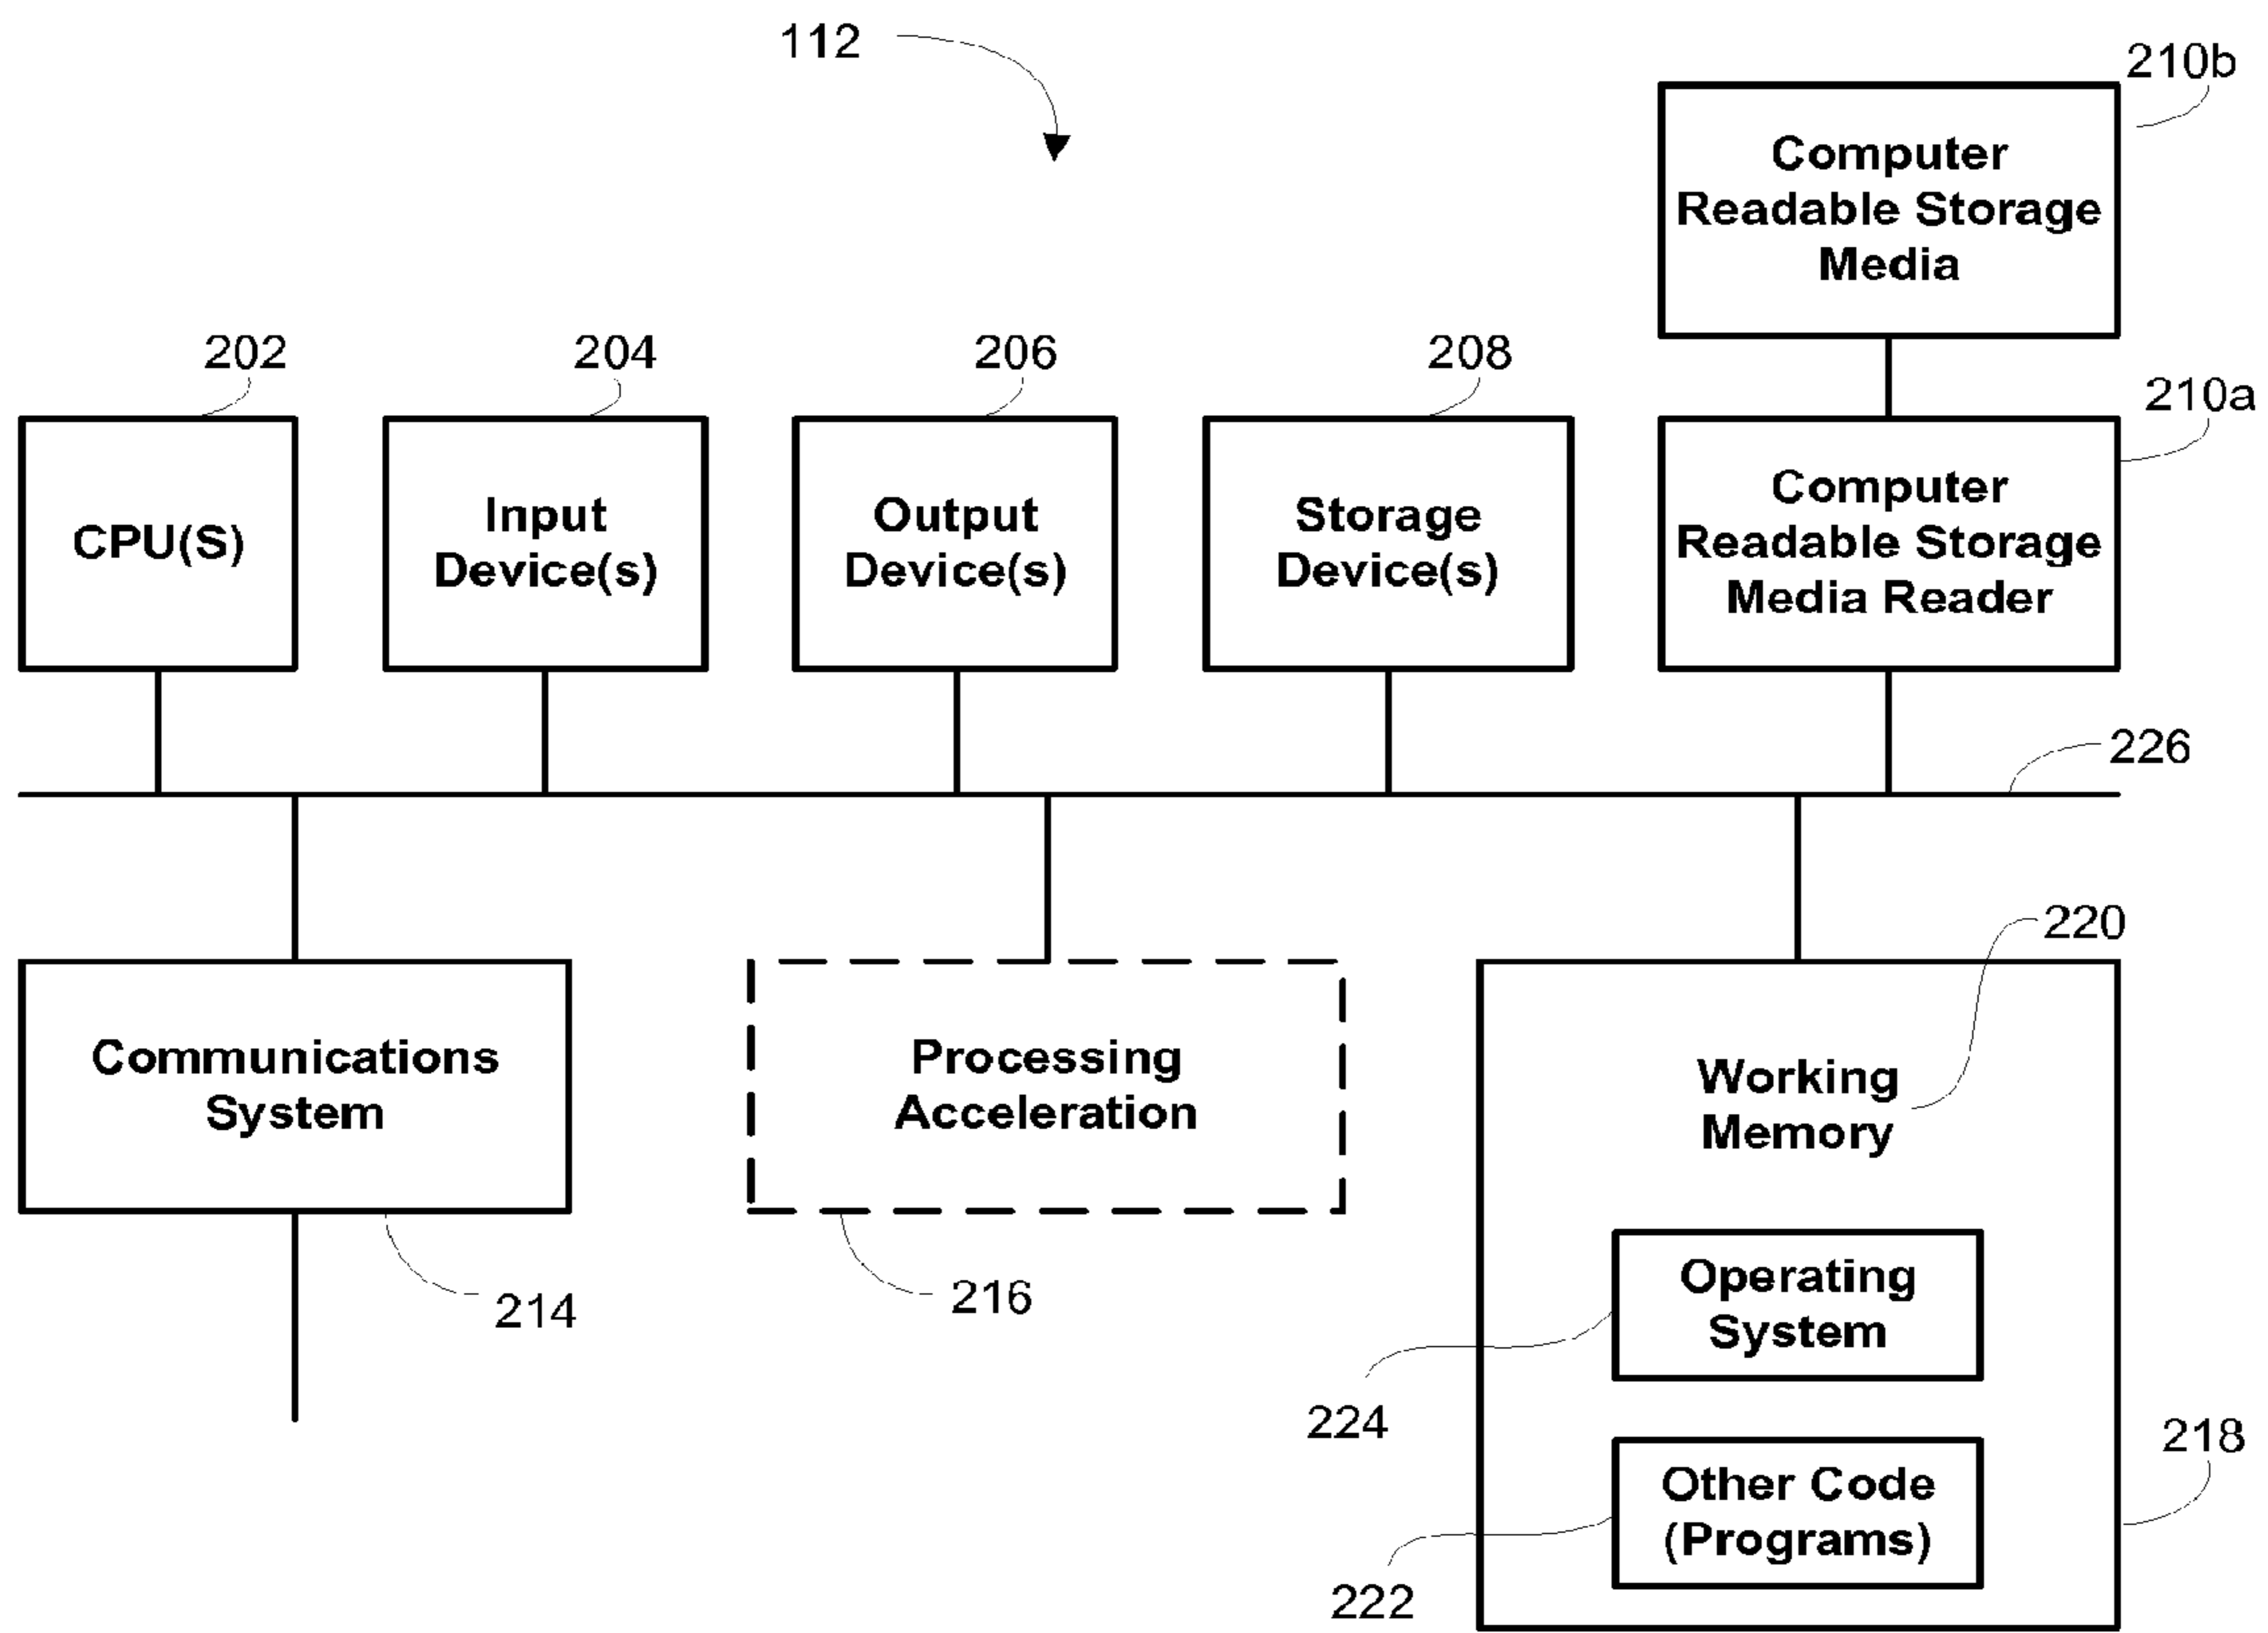 112
210b
Computer
Readable Storage
Media
202
204
206
208
210a
CPU(S)
Input
Device(s)
Output
Device(s)
Storage
Device(s)
Computer
Readable Storage
Media Reader
226
220
Communications
System
Processing
Acceleration
Working
Memory
214
216
Operating
System
224
218
Other Code
(Programs)
222